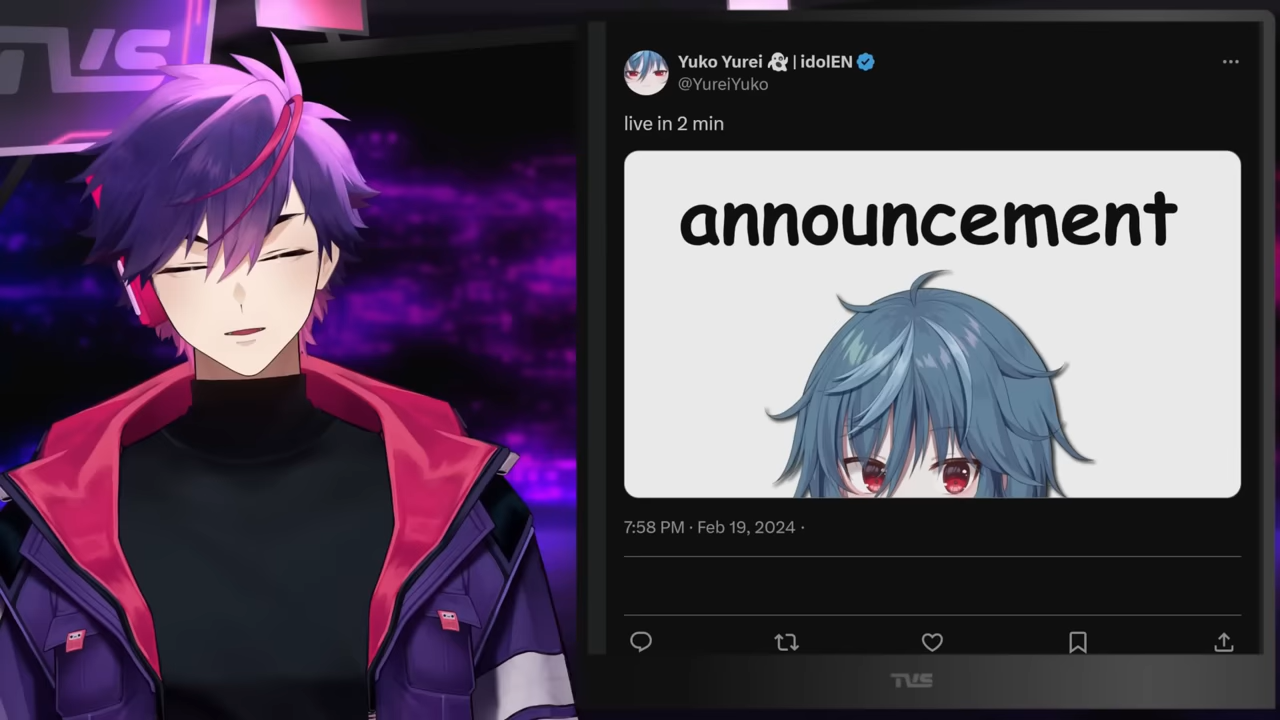 TVS
Yuko Yurei 👻 | idolEN
@YureiYuko
live in 2 min
announcement
7:58 PM · Feb 19, 2024 ·
TVS